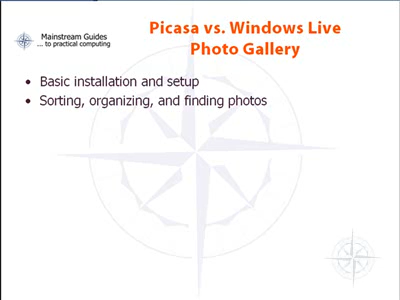 Mainstream Guides
... to practical computing
Picasa vs. Windows Live
Photo Gallery
• Basic installation and setup
• Sorting, organizing, and finding photos